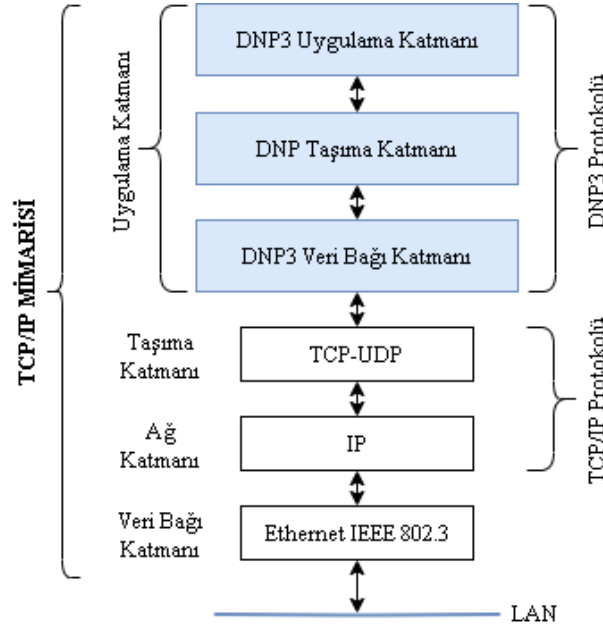 DNP3 Uygulama Katmanı
DNP Taşıma Katmanı
DNP3 Veri Bağı Katmanı
Uygulama Katmanı
DNP3 Protokolü
TCP/IP MİMARİSİ
Taşıma
Katmanı
TCP-UDP
Ağ
Katmanı
IP
TCP/IP Protokolü
Veri Bağı
Katmanı
Ethernet IEEE 802.3
LAN